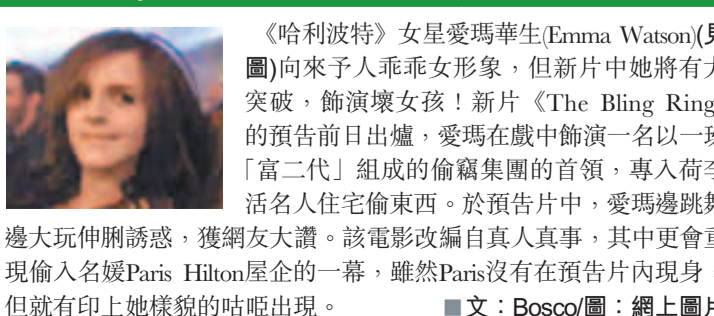 《哈利波特》女星愛瑪華生(Emma Watson)(見
圖)向來予人乖乖女形象，但新片中她將有大
突破，飾演壞女孩！新片《The Bling Ring
的預告前日出爐，愛瑪在戲中飾演一名以一班
「富二代」組成的偷竊集團的首領，專入荷李
活名人住宅偷東西。於預告片中，愛瑪邊跳舞
邊大玩伸脷誘惑，獲網友大讚。該電影改編自真人真事，其中更會重
現偷入名媛Paris Hilton屋企的一幕，雖然Paris沒有在預告片內現身，
但就有印上她樣貌的咕𠱸出現。 ■文：Bosco/圖：網上圖片